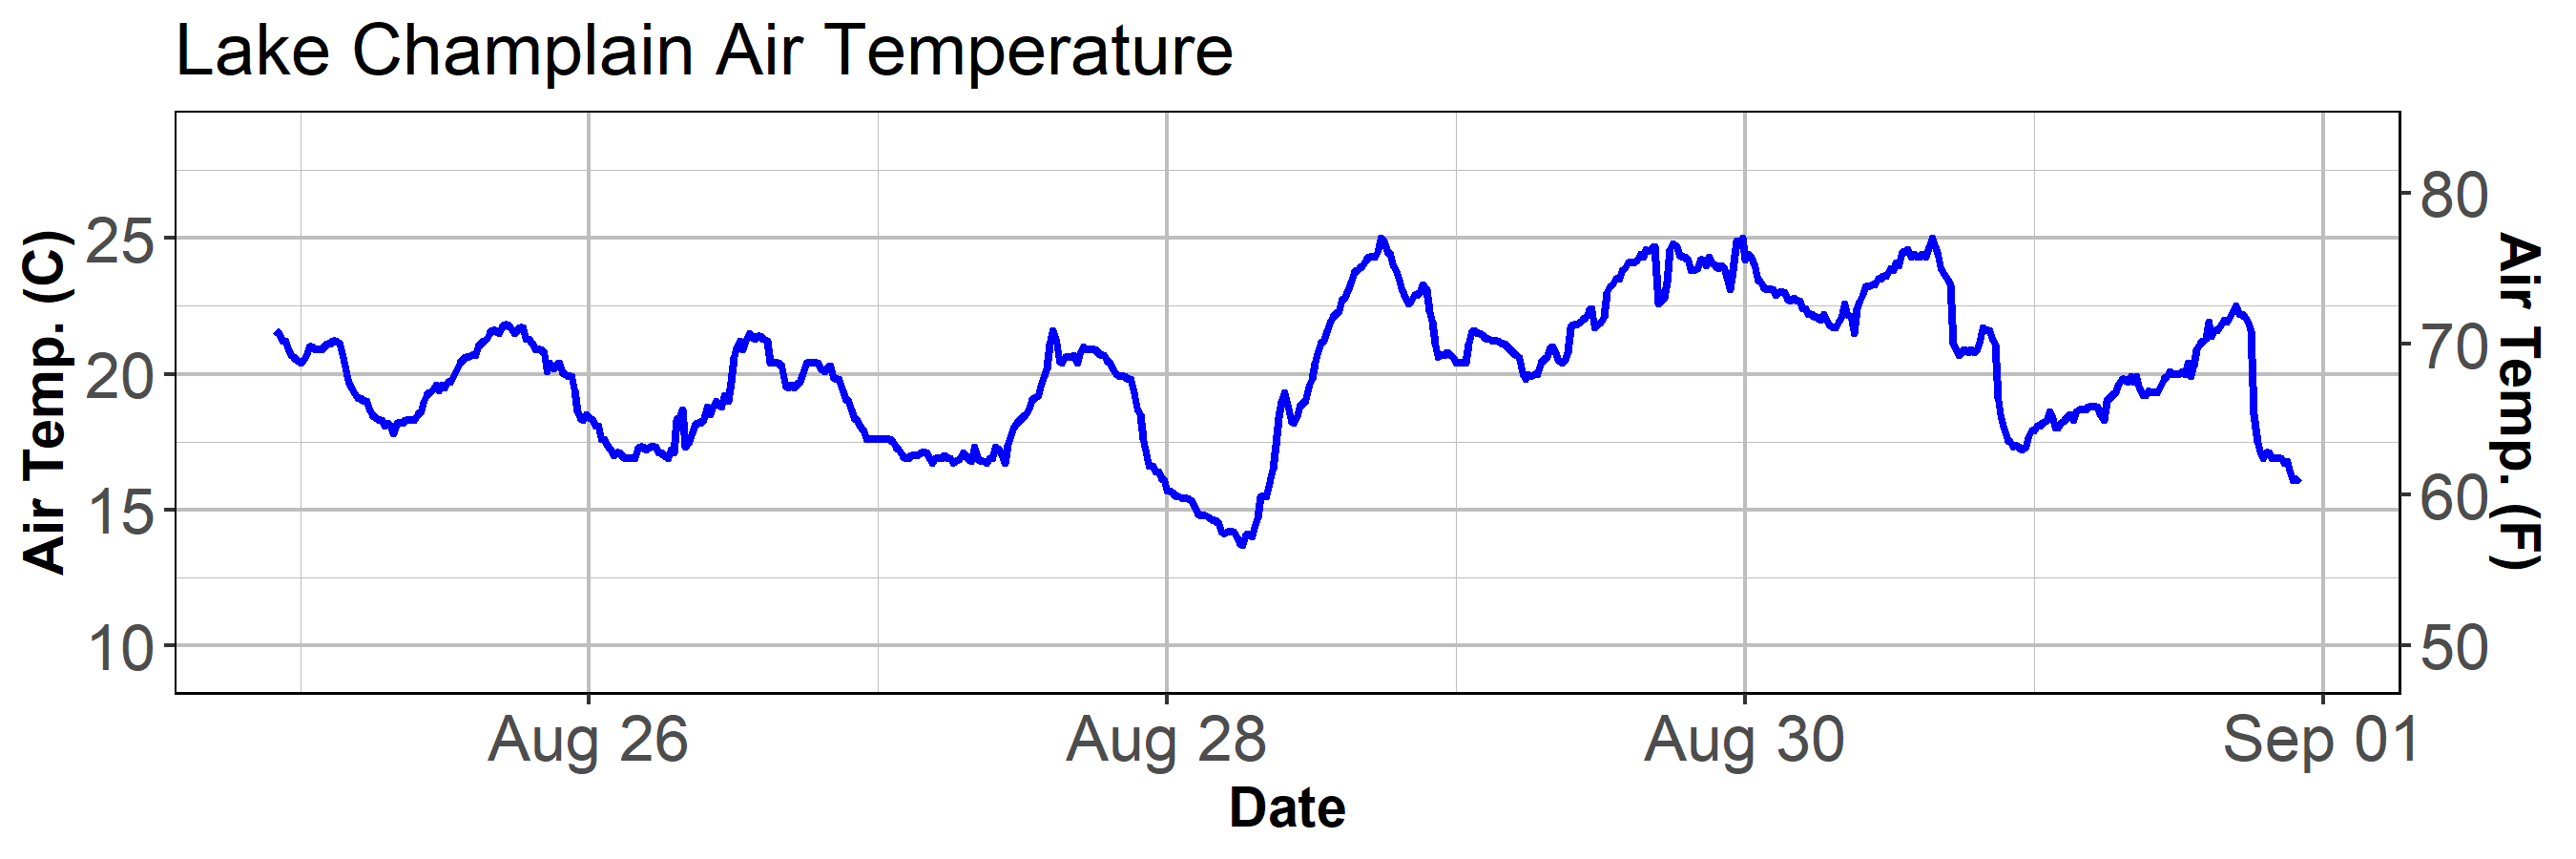 Lake Champlain Air Temperature
Air Temp. (C)
25
20
15
10
80
70
60
50
Air Temp. (F)
Aug 26
Aug 28
Aug 30
Sep 01
Date